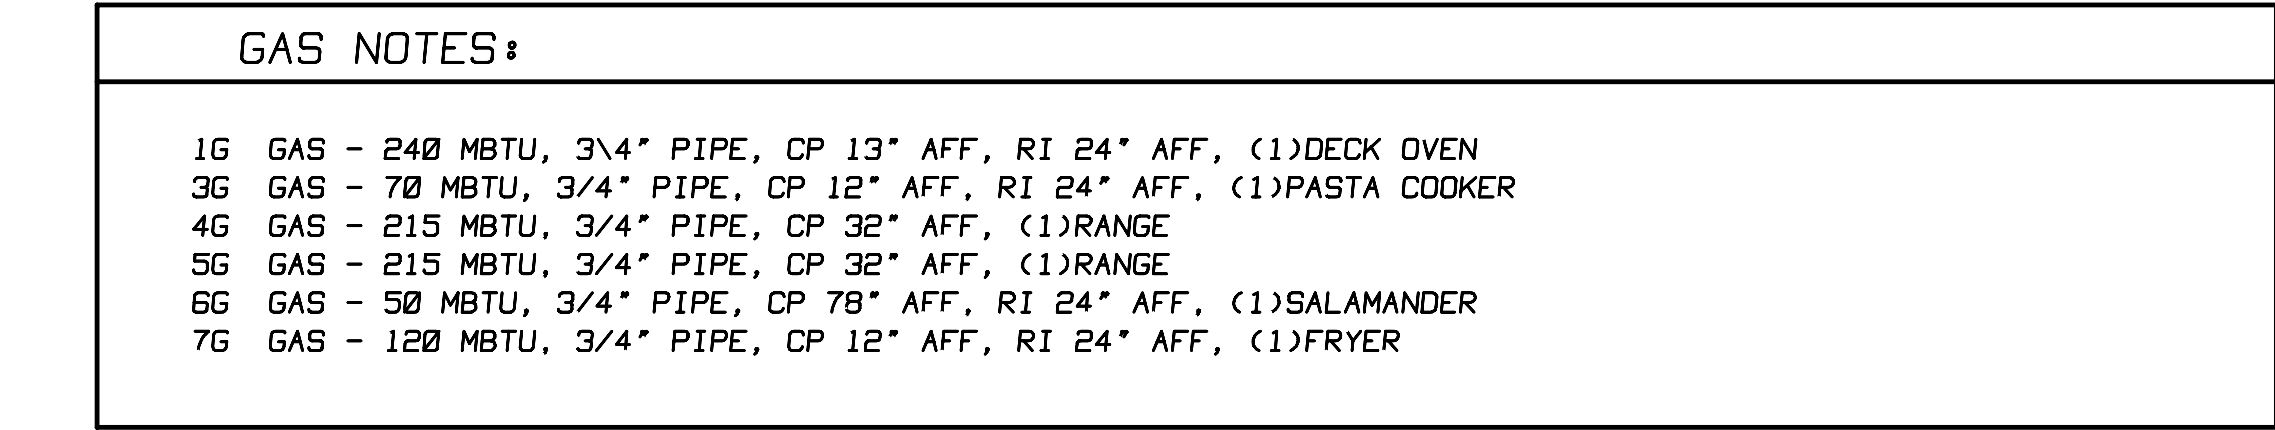 GAS NOTES:
1G GAS - 240 MBTU, 3\4" PIPE, CP 13" AFF, RI 24" AFF, (1)DECK OVEN
3G GAS - 70 MBTU, 3/4" PIPE, CP 12" AFF, RI 24" AFF, (1)PASTA COOKER
4G GAS - 215 MBTU, 3/4" PIPE, CP 32" AFF, (1)RANGE
5G GAS - 215 MBTU, 3/4" PIPE, CP 32" AFF, (1)RANGE
6G GAS - 50 MBTU, 3/4" PIPE, CP 78" AFF, RI 24" AFF, (1)SALAMANDER
7G GAS - 120 MBTU, 3/4" PIPE, CP 12" AFF, RI 24" AFF, (1)FRYER